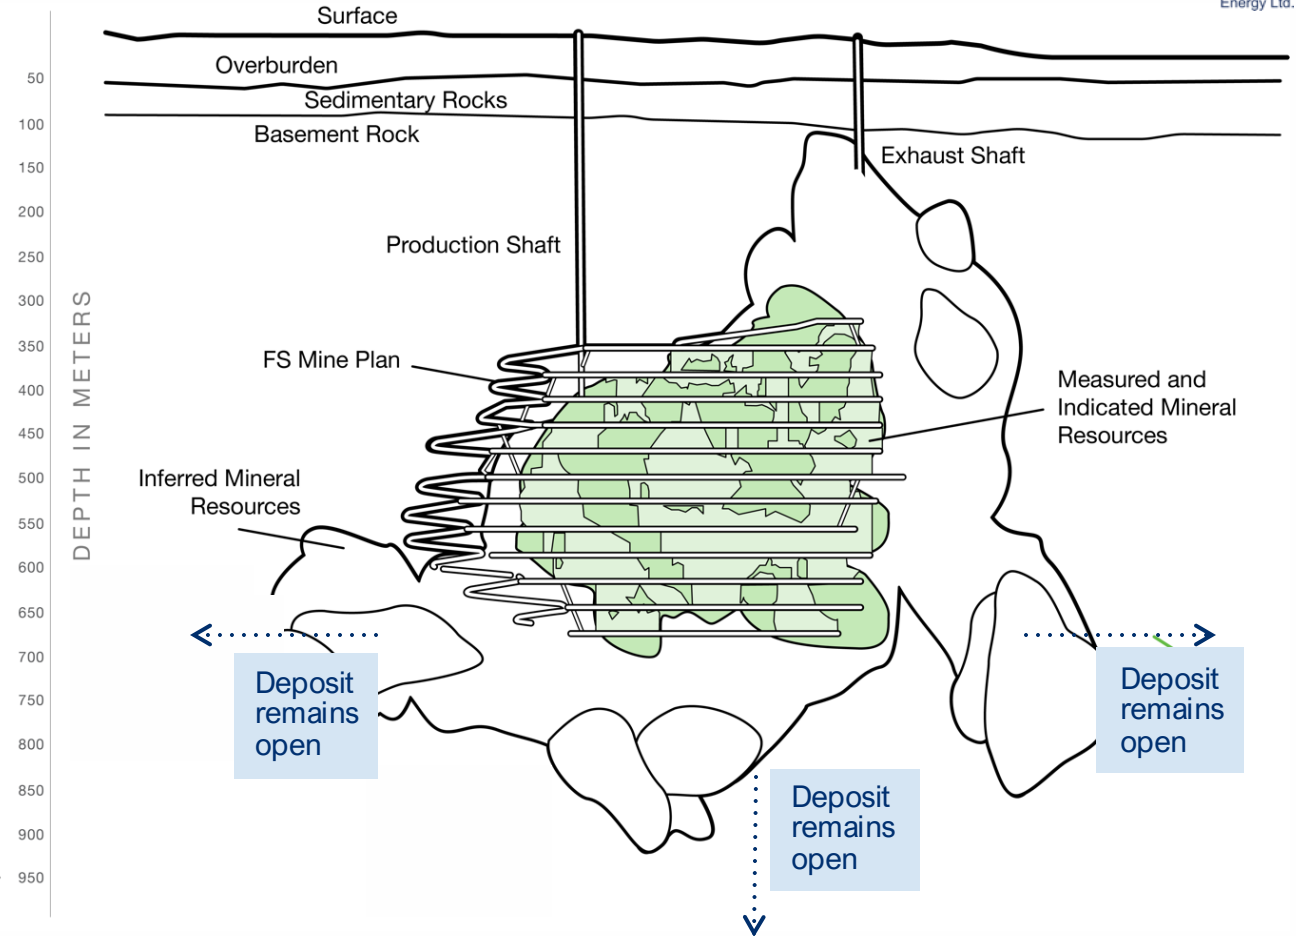 Energy Ltd.
Surface
Overburden
Sedimentary Rocks
Basement Rock
Exhaust Shaft
Production Shaft
FS Mine Plan
Measured and
Indicated Mineral
Resources
Inferred Mineral
Resources
DEPTH IN METERS
50
100
150
200
250
300
350
400
450
500
550
600
650
700
750
800
850
900
950
Deposit
remains
open
Deposit
remains
open
Deposit
remains
open